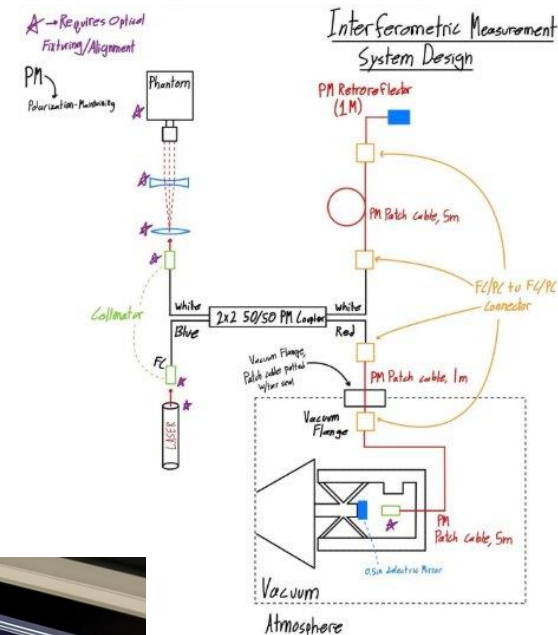 Interferometric Measurement
System Design
→ Requires Optical
Fixturing/Alignment
PM
Polarization-Maintaining
Phantom
PM Retroreflector
(1M)
PM Patch cable, 5m
FC/PC to FC/PC
Connector
White
White
2x2 50/50 PM Coupler
Blue
Red
Collimator
FC
LASER
Vacuum Flange,
Patch cable potted
w/torr seal
PM Patch cable, 1m
Vacuum
Flange
PM
Patch cable, 5m
0.5in dielectric Mirror
Vacuum
Atmosphere